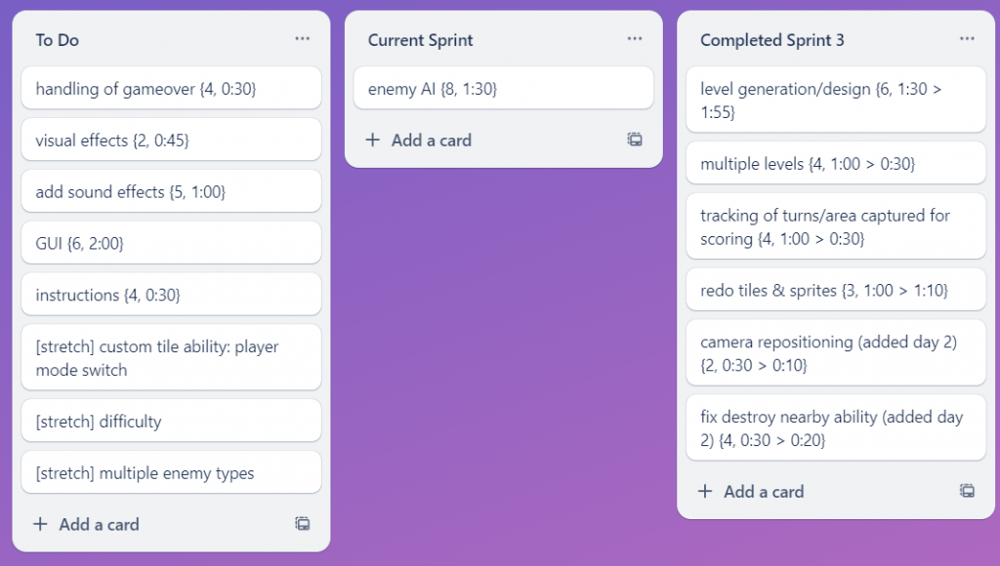 To Do
handling of gameover {4, 0:30}
visual effects {2, 0:45}
add sound effects {5, 1:00}
GUI {6, 2:00}
instructions {4, 0:30}
[stretch] custom tile ability: player
mode switch
[stretch] difficulty
[stretch] multiple enemy types
Add a card
Current Sprint
enemy AI {8, 1:30}
Add a card
Completed Sprint 3
level generation/design {6, 1:30 >
1:55}
multiple levels {4, 1:00 > 0:30}
tracking of turns/area captured for
scoring {4, 1:00 > 0:30}
redo tiles & sprites {3, 1:00 > 1:10}
camera repositioning (added day 2)
{2, 0:30 > 0:10}
fix destroy nearby ability (added day
2) {4, 0:30 > 0:20}
Add a card